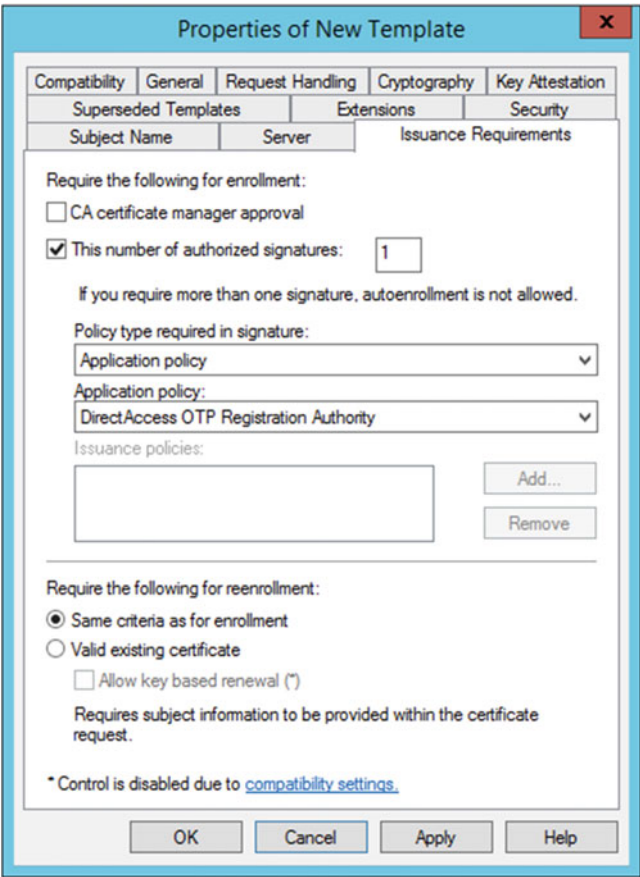 Properties of New Template
x
Compatibility General Request Handling Cryptography Key Attestation
Superseded Templates Extensions Security
Subject Name Server Issuance Requirements
Require the following for enrollment:
CA certificate manager approval
This number of authorized signatures: 1
If you require more than one signature, autoenrollment is not allowed.
Policy type required in signature:
Application policy
Application policy:
DirectAccess OTP Registration Authority
Issuance policies:
Add...
Remove
Require the following for reenrollment:
Same criteria as for enrollment
Valid existing certificate
Allow key based renewal (*)
Requires subject information to be provided within the certificate
request.
* Control is disabled due to compatibility settings.
OK Cancel Apply Help